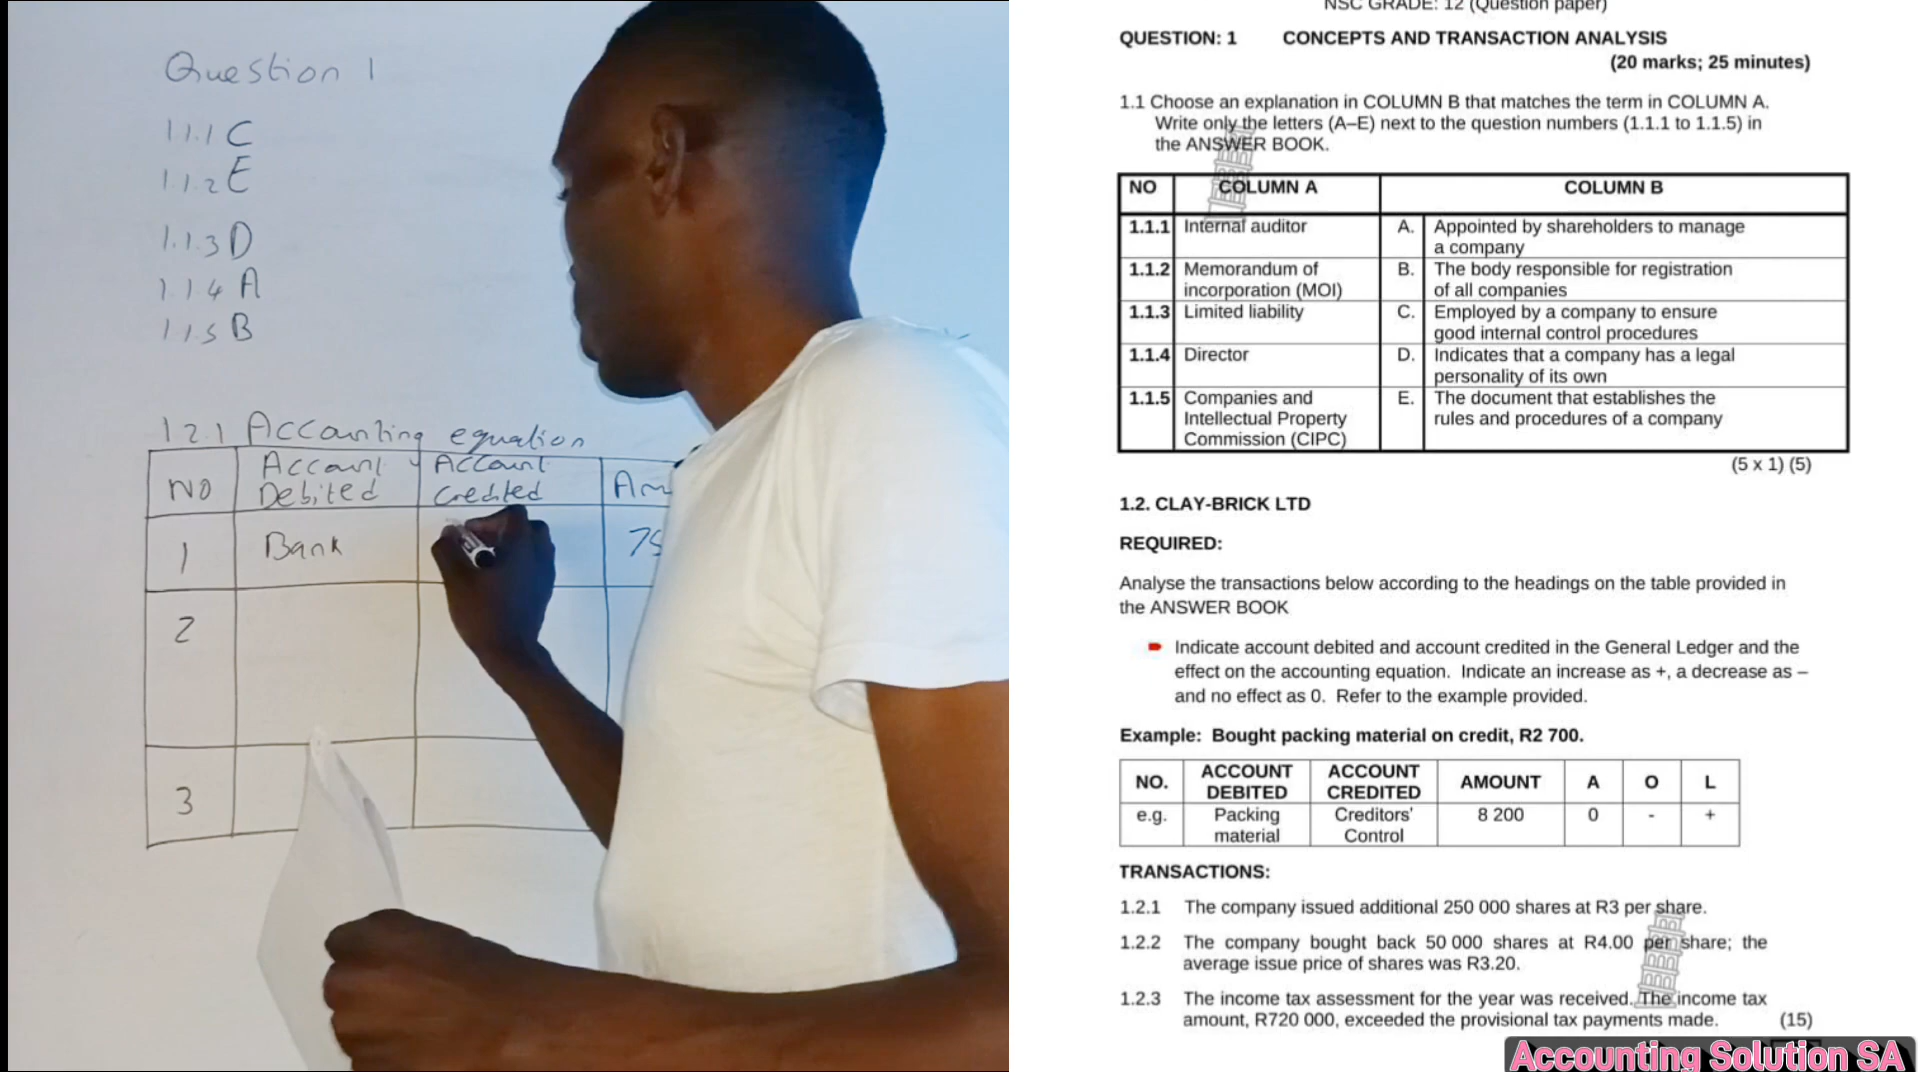 Question 1
1.1.1 C
1.1.2 E
1.1.3 D
1.1.4 A
1.1.5 B
1.2.1 Accounting equation
NO Account Debited Account Credited Am
1 Bank 75
2
3
NSC GRADE: 12 (Question paper)
QUESTION: 1 CONCEPTS AND TRANSACTION ANALYSIS
(20 marks; 25 minutes)
1.1 Choose an explanation in COLUMN B that matches the term in COLUMN A.
Write only the letters (A–E) next to the question numbers (1.1.1 to 1.1.5) in
the ANSWER BOOK.
NO COLUMN A COLUMN B
1.1.1 Internal auditor A. Appointed by shareholders to manage
a company
1.1.2 Memorandum of B. The body responsible for registration
incorporation (MOI) of all companies
1.1.3 Limited liability C. Employed by a company to ensure
good internal control procedures
1.1.4 Director D. Indicates that a company has a legal
personality of its own
1.1.5 Companies and E. The document that establishes the
Intellectual Property rules and procedures of a company
Commission (CIPC)
(5 x 1) (5)
1.2. CLAY-BRICK LTD
REQUIRED:
Analyse the transactions below according to the headings on the table provided in
the ANSWER BOOK
Indicate account debited and account credited in the General Ledger and the
effect on the accounting equation. Indicate an increase as +, a decrease as –
and no effect as 0. Refer to the example provided.
Example: Bought packing material on credit, R2 700.
NO. ACCOUNT DEBITED ACCOUNT CREDITED AMOUNT A O L
e.g. Packing material Creditors' Control 8 200 0 - +
TRANSACTIONS:
1.2.1 The company issued additional 250 000 shares at R3 per share.
1.2.2 The company bought back 50 000 shares at R4.00 per share; the
average issue price of shares was R3.20.
1.2.3 The income tax assessment for the year was received. The income tax
amount, R720 000, exceeded the provisional tax payments made. (15)
Accounting Solution SA